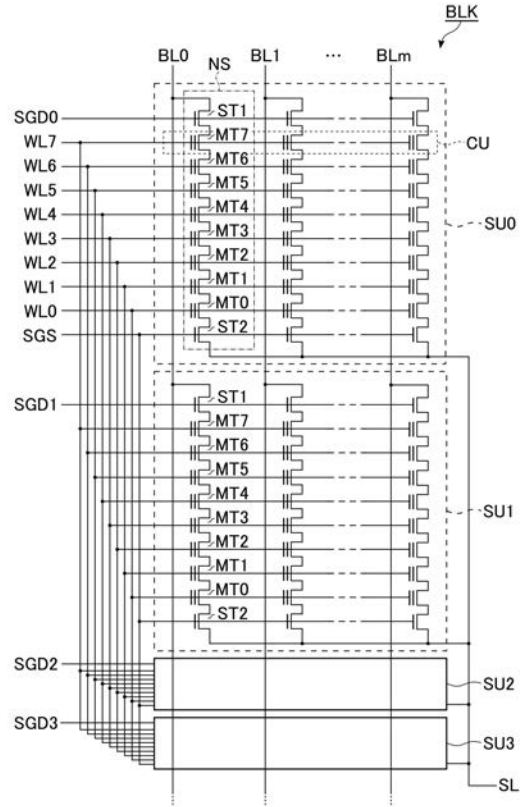 BLK
BL0 NS BL1 ... BLm
SGD0 ST1
WL7 MT7 CU
WL6 MT6
WL5 MT5
WL4 MT4 SU0
WL3 MT3
WL2 MT2
WL1 MT1
WL0 MT0
SGS ST2
SGD1 ST1
MT7
MT6
MT5
MT4
MT3 SU1
MT2
MT1
MT0
ST2
SGD2
SU2
SGD3
SU3
SL